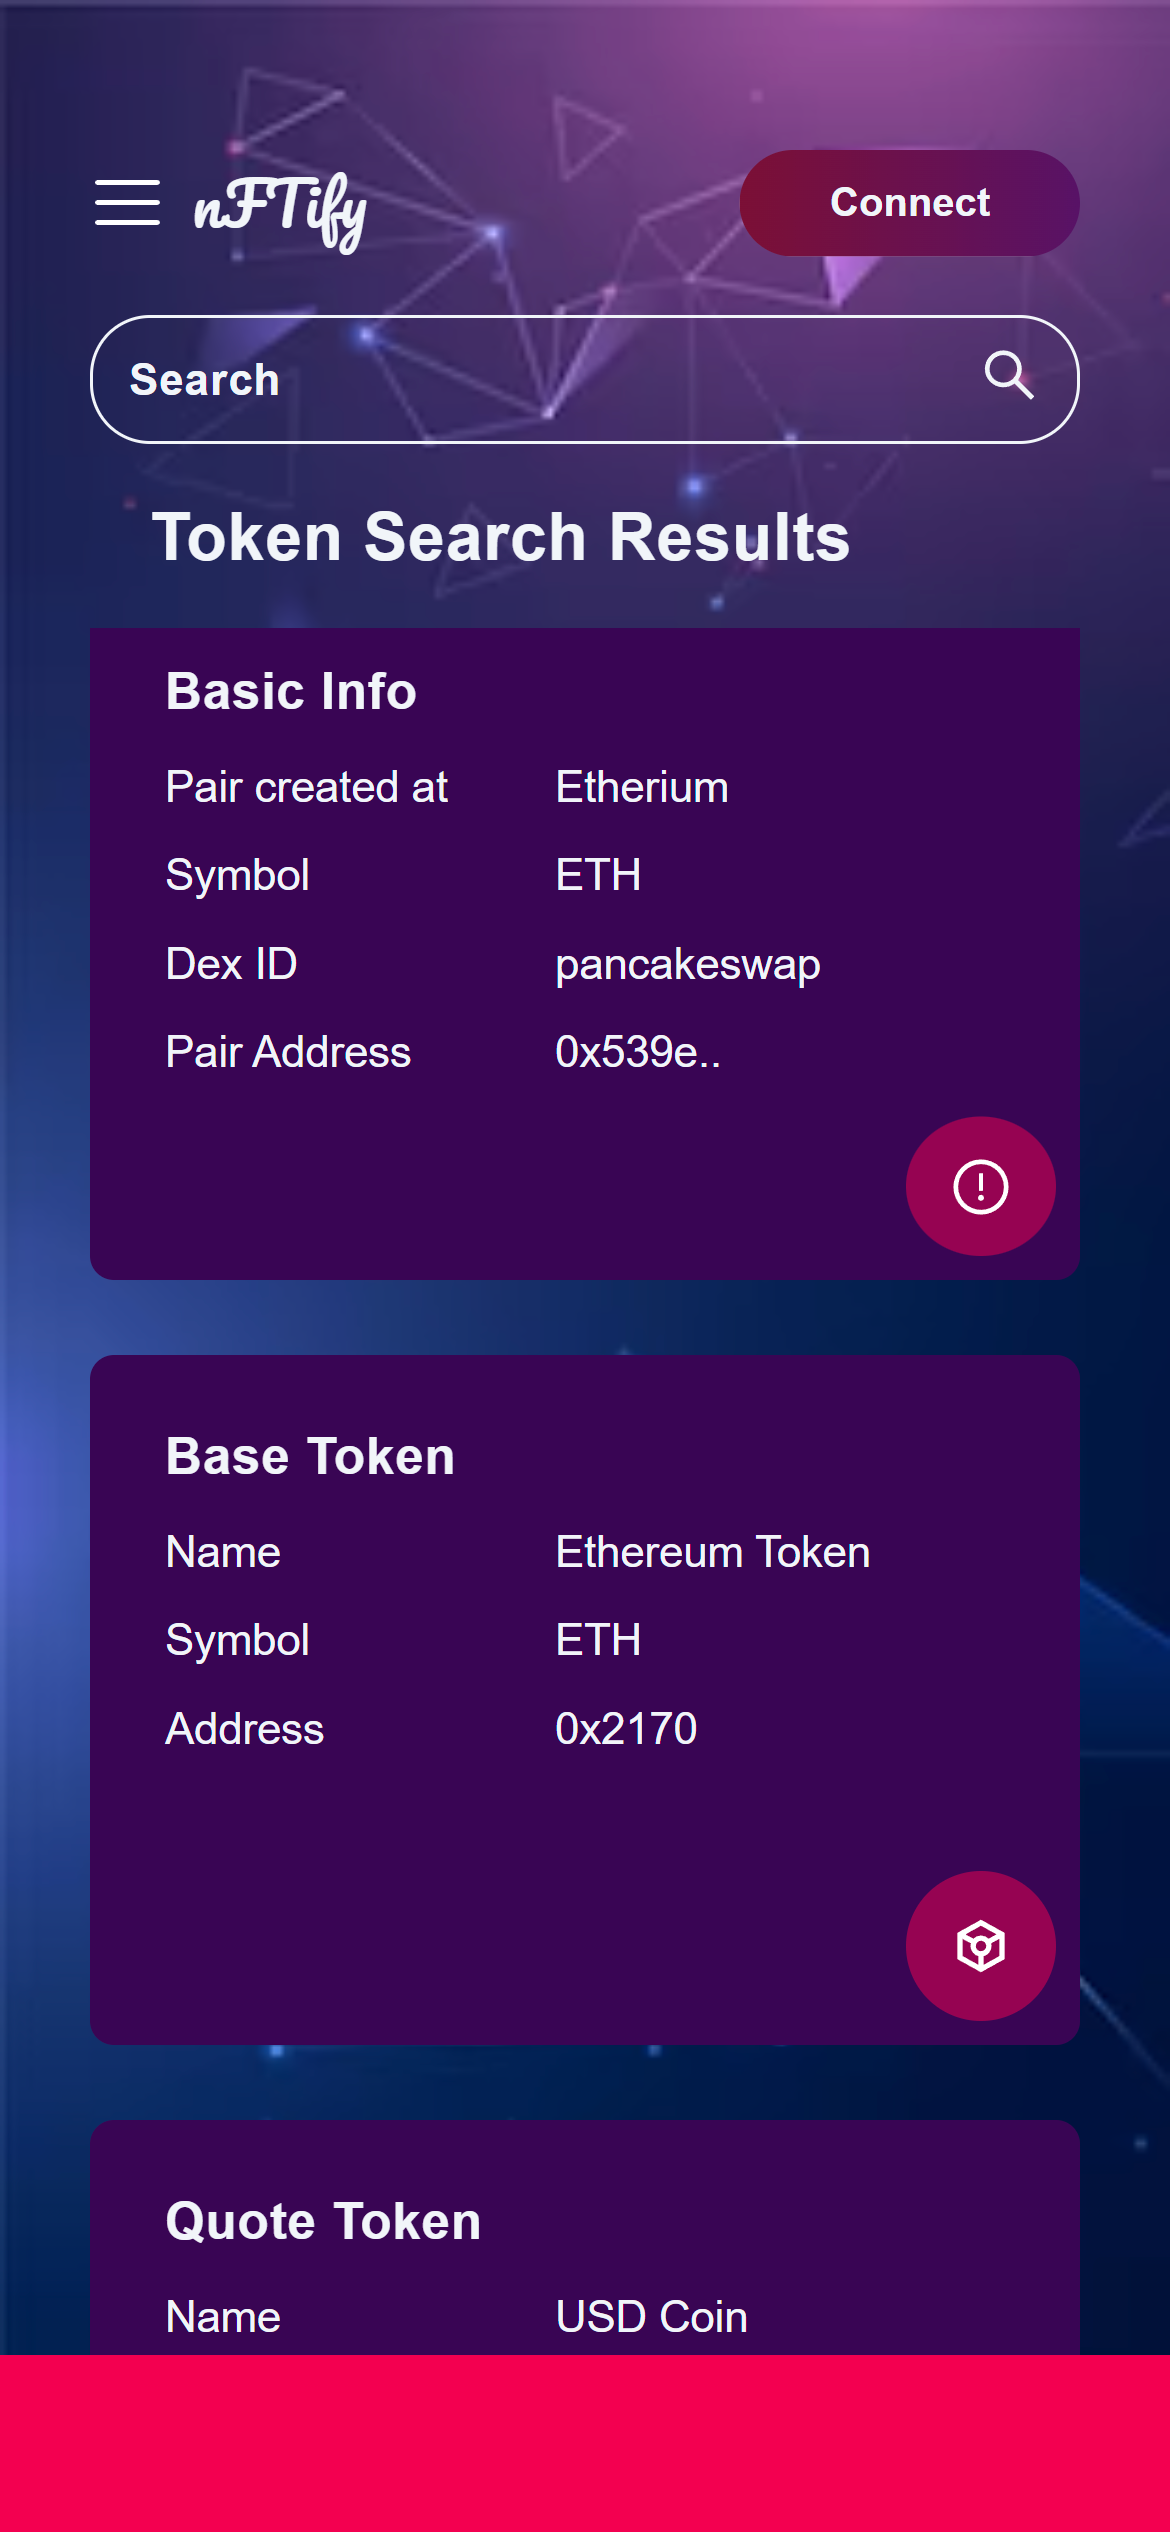 nFTify
Connect
Search
Token Search Results
Basic Info
Pair created at Etherium
Symbol ETH
Dex ID pancakeswap
Pair Address 0x539e..
Base Token
Name Ethereum Token
Symbol ETH
Address 0x2170
Quote Token
Name USD Coin